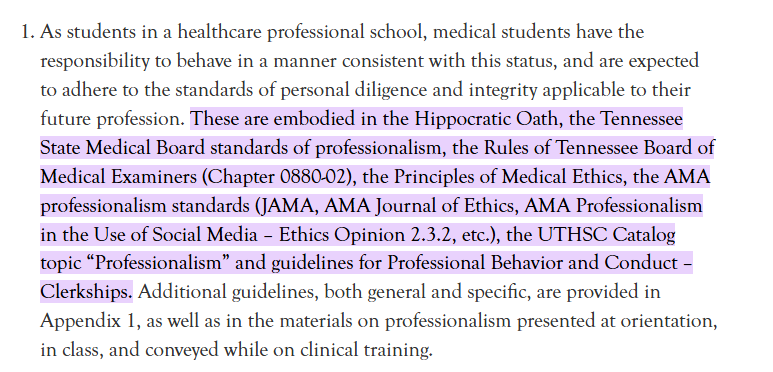 1. As students in a healthcare professional school, medical students have the
responsibility to behave in a manner consistent with this status, and are expected
to adhere to the standards of personal diligence and integrity applicable to their
future profession. These are embodied in the Hippocratic Oath, the Tennessee
State Medical Board standards of professionalism, the Rules of Tennessee Board of
Medical Examiners (Chapter 0880-02), the Principles of Medical Ethics, the AMA
professionalism standards (JAMA, AMA Journal of Ethics, AMA Professionalism
in the Use of Social Media – Ethics Opinion 2.3.2, etc.), the UTHSC Catalog
topic “Professionalism” and guidelines for Professional Behavior and Conduct –
Clerkships. Additional guidelines, both general and specific, are provided in
Appendix 1, as well as in the materials on professionalism presented at orientation,
in class, and conveyed while on clinical training.